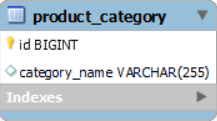 product_category
id BIGINT
category_name VARCHAR(255)
Indexes